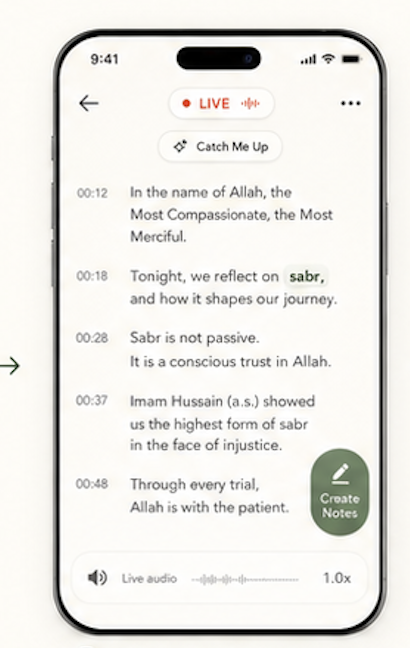 9:41
LIVE
Catch Me Up
00:12 In the name of Allah, the
Most Compassionate, the Most
Merciful.
00:18 Tonight, we reflect on sabr,
and how it shapes our journey.
00:28 Sabr is not passive.
It is a conscious trust in Allah.
00:37 Imam Hussain (a.s.) showed
us the highest form of sabr
in the face of injustice.
00:48 Through every trial,
Allah is with the patient.
Create
Notes
Live audio 1.0x